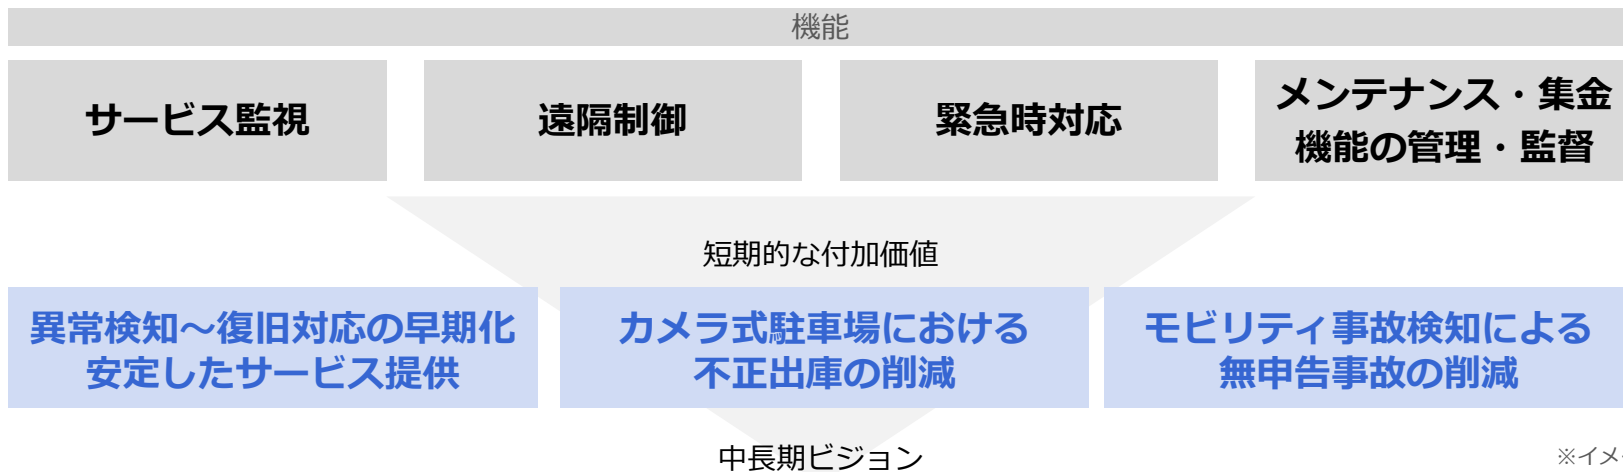 機能
サービス監視
遠隔制御
緊急時対応
メンテナンス・集金
機能の管理・監督
短期的な付加価値
異常検知～復旧対応の早期化
安定したサービス提供
カメラ式駐車場における
不正出庫の削減
モビリティ事故検知による
無申告事故の削減
中長期ビジョン
※イメ